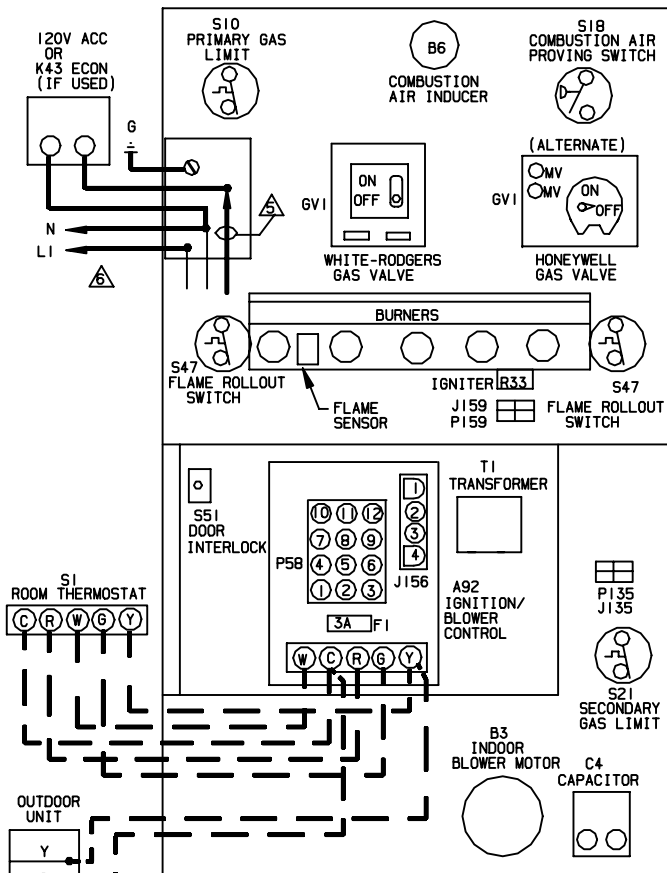 120V ACC
OR
K43 ECON
(IF USED)
S10
PRIMARY GAS
LIMIT
B6
COMBUSTION
AIR INDUCER
S18
COMBUSTION AIR
PROVING SWITCH
G
N
L1
5
6
ON
OFF
GV1
WHITE-RODGERS
GAS VALVE
(ALTERNATE)
MV
MV
ON
OFF
GV1
HONEYWELL
GAS VALVE
BURNERS
S47
FLAME ROLLOUT
SWITCH
FLAME
SENSOR
IGNITER R33
J159
P159
S47
FLAME ROLLOUT
SWITCH
S51
DOOR
INTERLOCK
P58
10 11 12
7 8 9
4 5 6
1 2 3
1
2
3
4
J156
T1
TRANSFORMER
A92
IGNITION/
BLOWER
CONTROL
3A F1
W C R G Y
P135
J135
S21
SECONDARY
GAS LIMIT
S1
ROOM THERMOSTAT
C R W G Y
B3
INDOOR
BLOWER MOTOR
C4
CAPACITOR
OUTDOOR
UNIT
Y